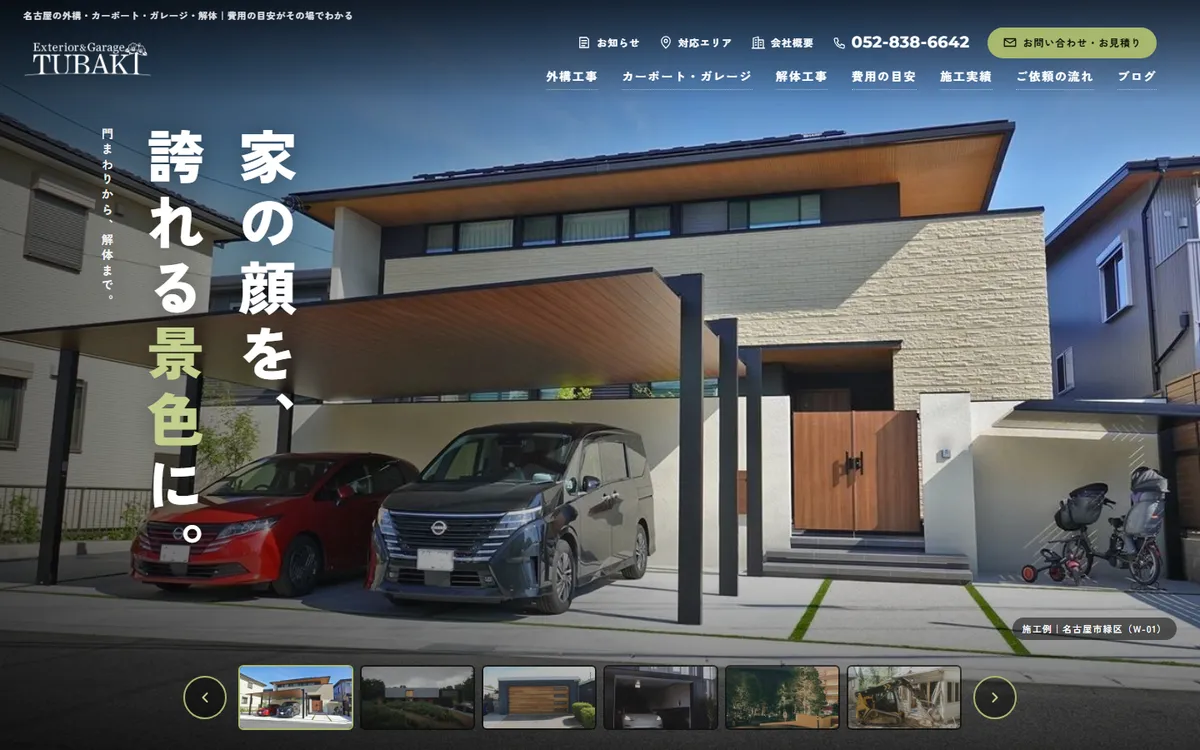 名古屋の外構・カーポート・ガレージ・解体｜費用の目安がその場でわかる
Exterior&Garage
TUBAKI
お知らせ
対応エリア
会社概要
052-838-6642
お問い合わせ・お見積り
外構工事
カーポート・ガレージ
解体工事
費用の目安
施工実績
ご依頼の流れ
ブログ
家の顔を、
誇れる景色に。
門まわりから、解体まで。
施工例｜名古屋市緑区（W-01）